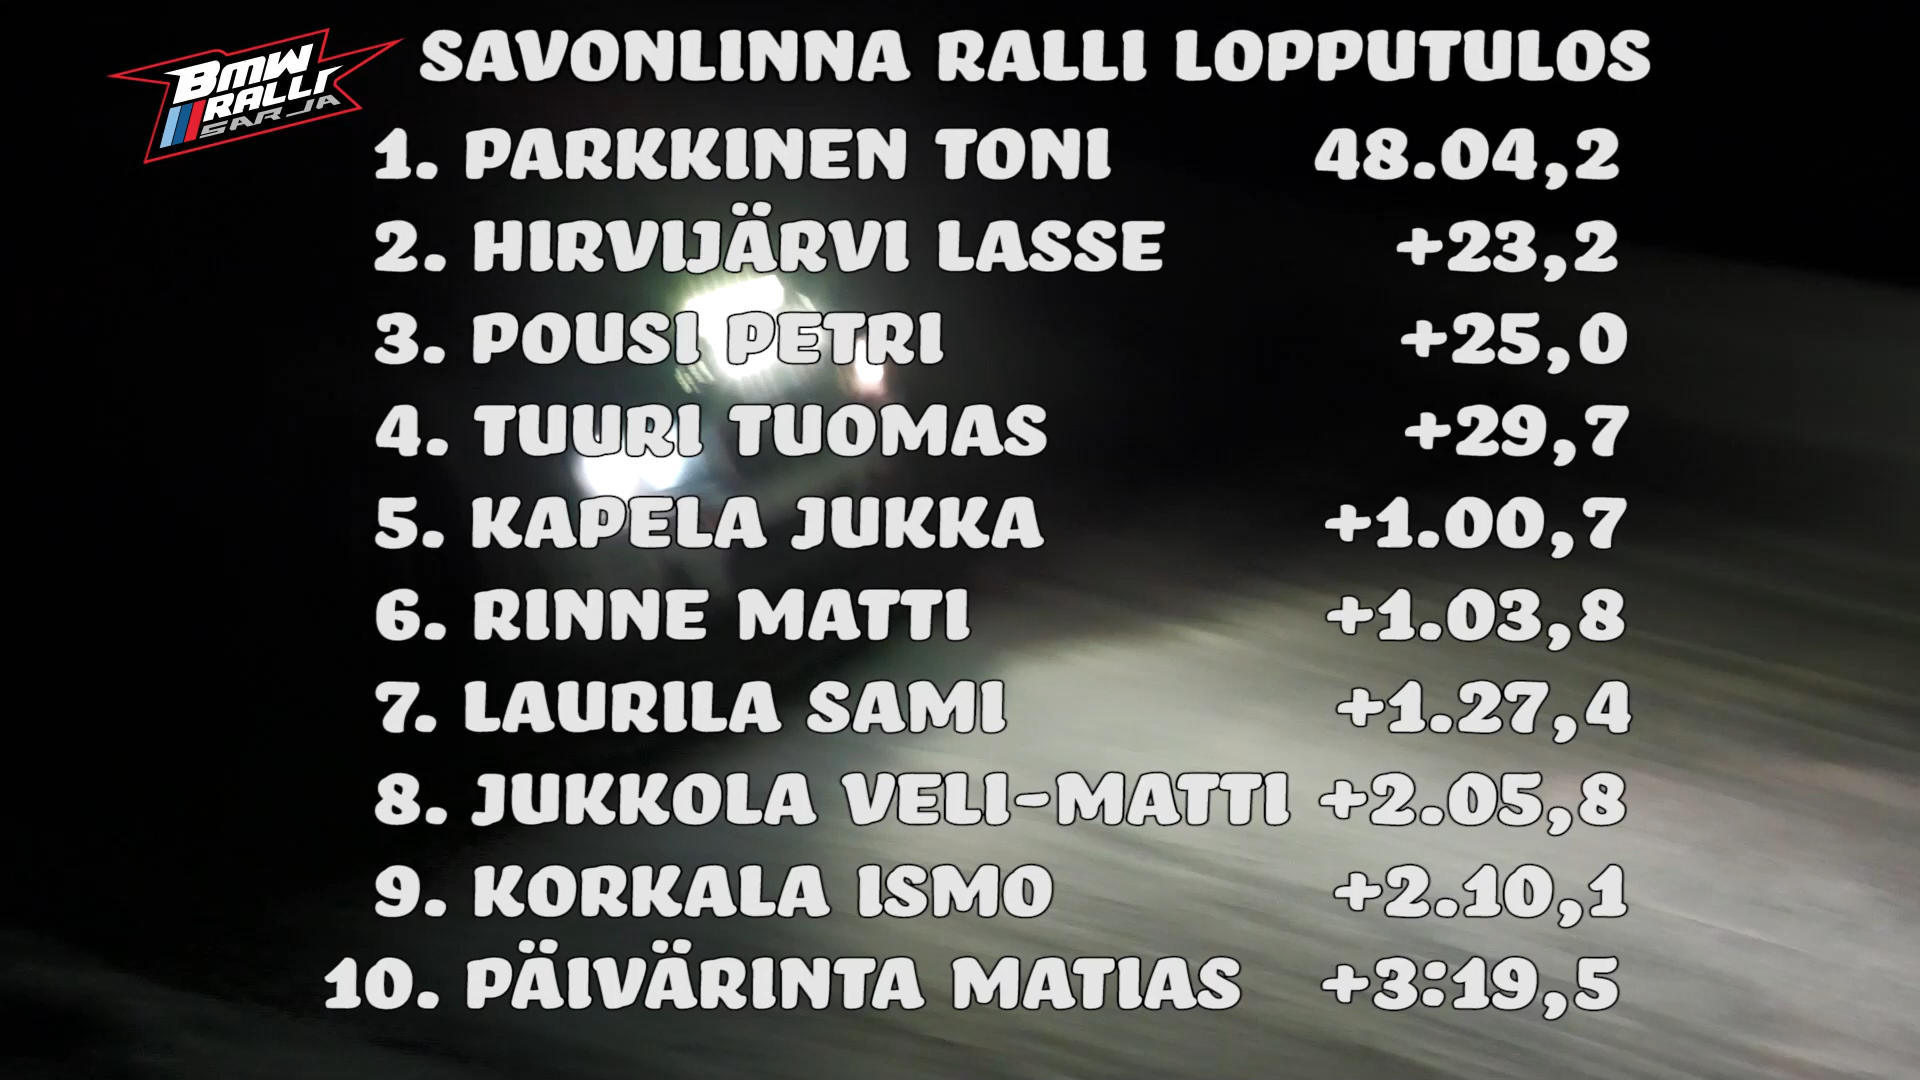 BMW
RALLI
SARJA
SAVONLINNA RALLI LOPPUTULOS
1. PARKKINEN TONI 48.04,2
2. HIRVIJÄRVI LASSE +23,2
3. POUSI PETRI +25,0
4. TUURI TUOMAS +29,7
5. KAPELA JUKKA +1.00,7
6. RINNE MATTI +1.03,8
7. LAURILA SAMI +1.27,4
8. JUKKOLA VELI-MATTI +2.05,8
9. KORKALA ISMO +2.10,1
10. PÄIVÄRINTA MATIAS +3:19,5